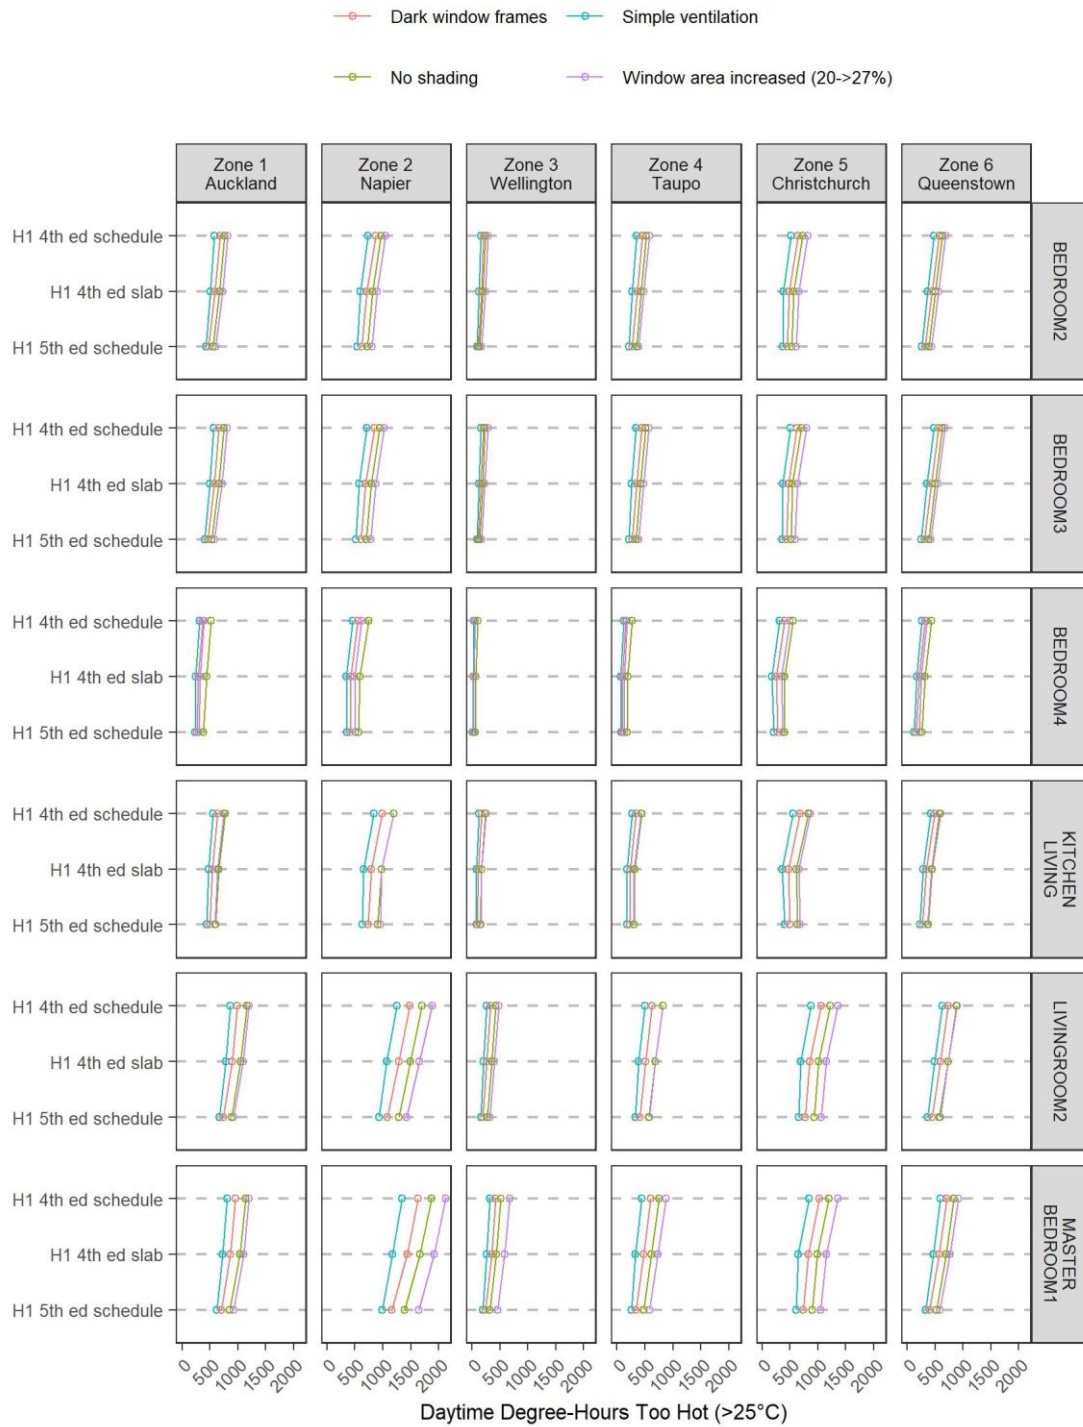 Dark window frames
Simple ventilation
No shading
Window area increased (20->27%)
Zone 1
Auckland
Zone 2
Napier
Zone 3
Wellington
Zone 4
Taupo
Zone 5
Christchurch
Zone 6
Queenstown
H1 4th ed schedule
H1 4th ed slab
H1 5th ed schedule
BEDROOM2
H1 4th ed schedule
H1 4th ed slab
H1 5th ed schedule
BEDROOM3
H1 4th ed schedule
H1 4th ed slab
H1 5th ed schedule
BEDROOM4
H1 4th ed schedule
H1 4th ed slab
H1 5th ed schedule
KITCHEN
LIVING
H1 4th ed schedule
H1 4th ed slab
H1 5th ed schedule
LIVINGROOM2
H1 4th ed schedule
H1 4th ed slab
H1 5th ed schedule
MASTER
BEDROOM1
0 500 1000 1500 2000
0 500 1000 1500 2000
0 500 1000 1500 2000
0 500 1000 1500 2000
0 500 1000 1500 2000
0 500 1000 1500 2000
Daytime Degree-Hours Too Hot (>25°C)